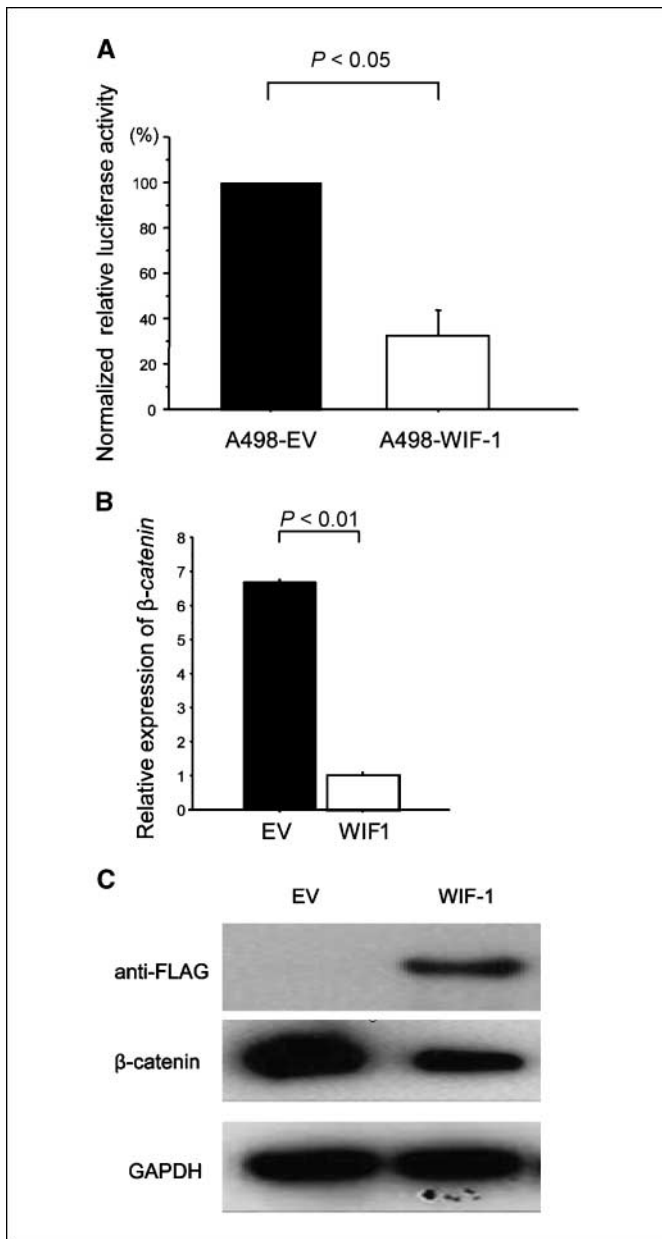 A
P < 0.05
(%)
Normalized relative luciferase activity
100
80
60
40
20
0
A498-EV A498-WIF-1
B
P < 0.01
Relative expression of β-catenin
8
7
6
5
4
3
2
1
0
EV WIF1
C
EV WIF-1
anti-FLAG
β-catenin
GAPDH